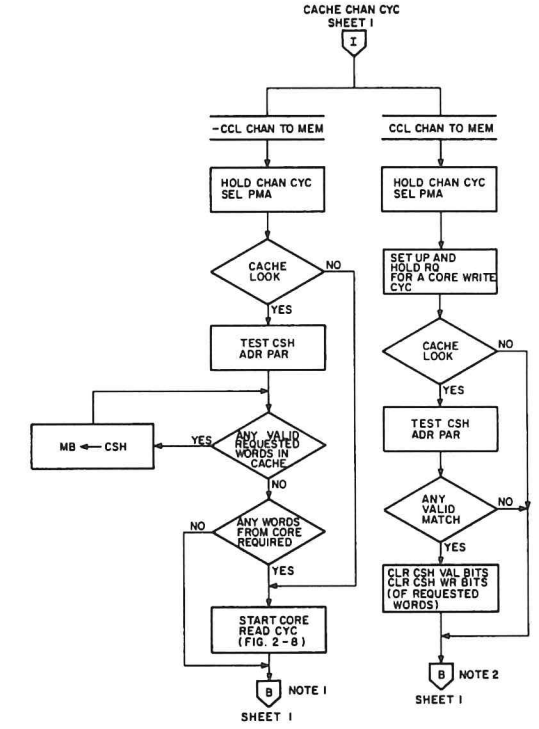 CACHE CHAN CYC
SHEET 1
I
-CCL CHAN TO MEM
HOLD CHAN CYC
SEL PMA
CACHE
LOOK
NO
YES
TEST CSH
ADR PAR
MB ← CSH
YES
ANY VALID
REQUESTED
WORDS IN
CACHE
NO
NO
ANY WORDS
FROM CORE
REQUIRED
YES
START CORE
READ CYC
(FIG. 2-8)
B NOTE 1
SHEET 1
CCL CHAN TO MEM
HOLD CHAN CYC
SEL PMA
SET UP AND
HOLD RQ
FOR A CORE WRITE
CYC
CACHE
LOOK
NO
YES
TEST CSH
ADR PAR
ANY
VALID
MATCH
NO
YES
CLR CSH VAL BITS
CLR CSH WR BITS
(OF REQUESTED
WORDS)
B NOTE 2
SHEET 1